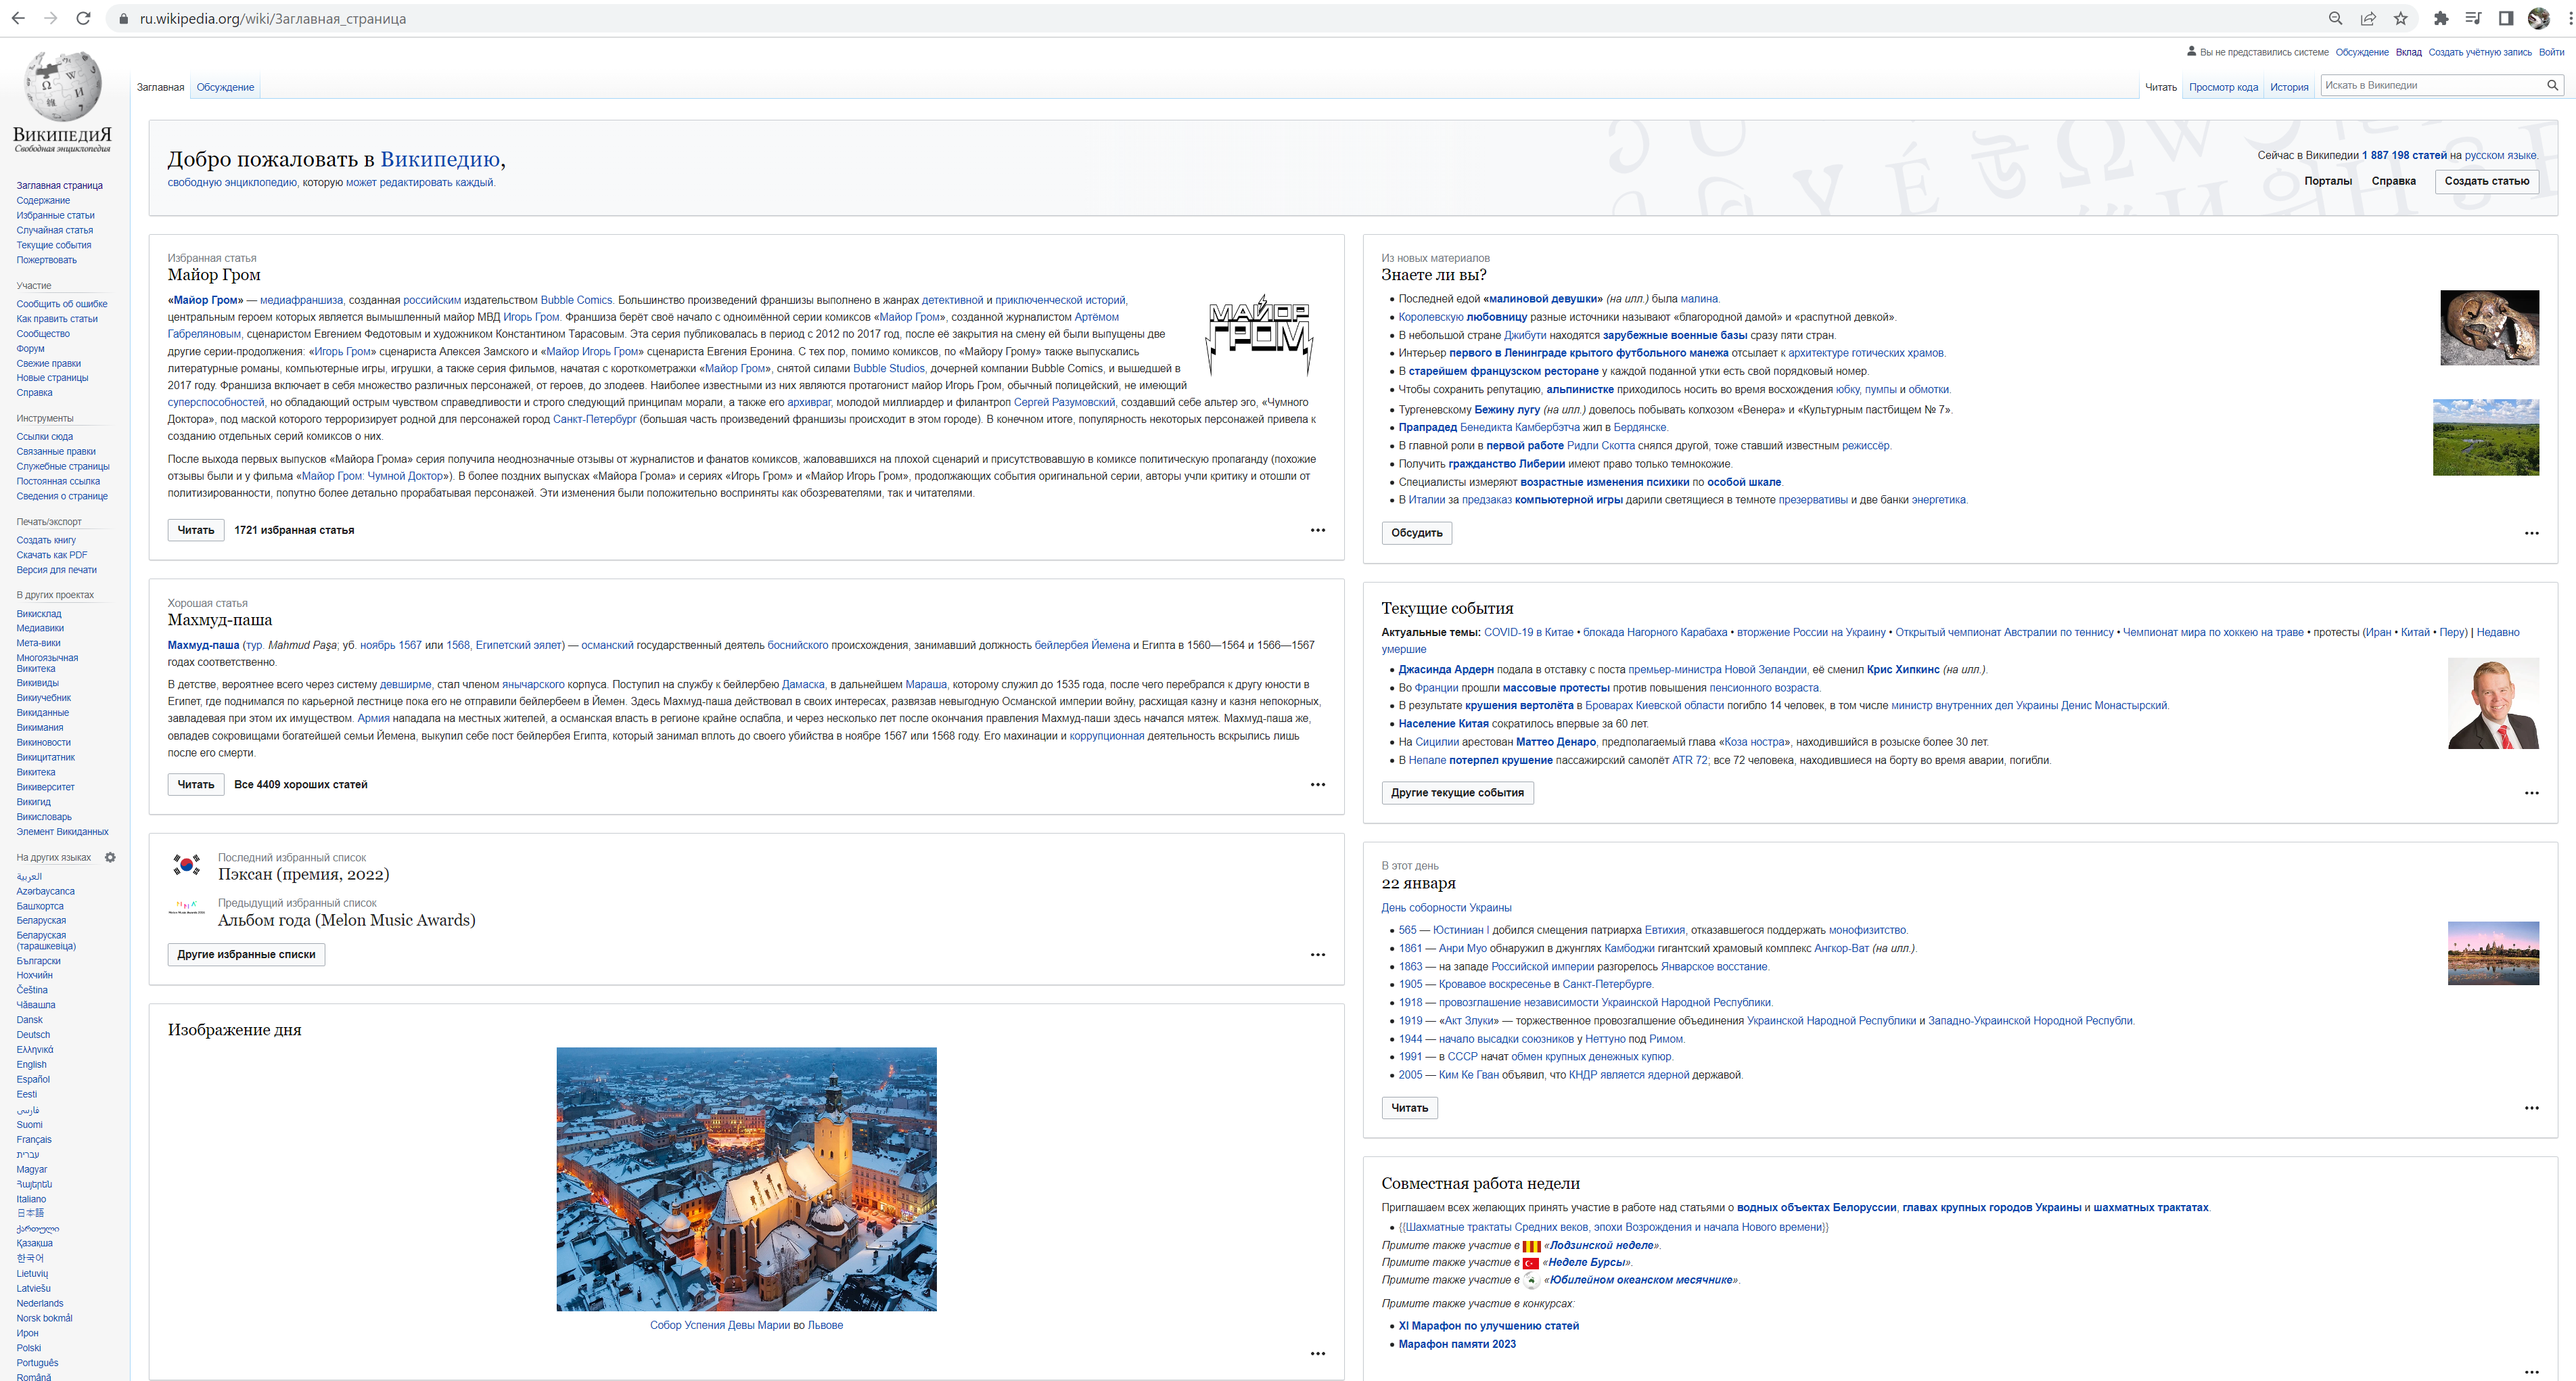 ru.wikipedia.org/wiki/Заглавная_страница
Вы не представились системе Обсуждение Вклад Создать учётную запись Войти
ВИКИПЕДИЯ
Свободная энциклопедия
Заглавная Обсуждение
Читать Просмотр кода История Искать в Википедии
Заглавная страница
Содержание
Избранные статьи
Случайная статья
Текущие события
Пожертвовать
Участие
Сообщить об ошибке
Как править статьи
Сообщество
Форум
Свежие правки
Новые страницы
Справка
Инструменты
Ссылки сюда
Связанные правки
Служебные страницы
Постоянная ссылка
Сведения о странице
Печать/экспорт
Создать книгу
Скачать как PDF
Версия для печати
В других проектах
Викисклад
Медиавики
Мета-вики
Многоязычная
Викитека
Викивиды
Викиучебник
Викиданные
Викимания
Викиновости
Викицитатник
Викитека
Викиверситет
Викигид
Викисловарь
Элемент Викиданных
На других языках
العربية
Azərbaycanca
Башҡортса
Беларуская
Беларуская
(тарашкевіца)
Български
Нохчийн
Čeština
Чӑвашла
Dansk
Deutsch
Ελληνικά
English
Español
Eesti
فارسی
Suomi
Français
עברית
Magyar
Հայերեն
Italiano
日本語
ქართული
Қазақша
한국어
Lietuvių
Latviešu
Nederlands
Norsk bokmål
Ирон
Polski
Português
Română
Добро пожаловать в Википедию,
свободную энциклопедию, которую может редактировать каждый.
Сейчас в Википедии 1 887 198 статей на русском языке.
Порталы Справка Создать статью
Избранная статья
Майор Гром
«Майор Гром» — медиафраншиза, созданная российским издательством Bubble Comics. Большинство произведений франшизы выполнено в жанрах детективной и приключенческой историй,
центральным героем которых является вымышленный майор МВД Игорь Гром. Франшиза берёт своё начало с одноимённой серии комиксов «Майор Гром», созданной журналистом Артёмом
Габреляновым, сценаристом Евгением Федотовым и художником Константином Тарасовым. Эта серия публиковалась в период с 2012 по 2017 год, после её закрытия на смену ей были выпущены две
другие серии-продолжения: «Игорь Гром» сценариста Алексея Замского и «Майор Игорь Гром» сценариста Евгения Еронина. С тех пор, помимо комиксов, по «Майору Грому» также выпускались
литературные романы, компьютерные игры, игрушки, а также серия фильмов, начатая с короткометражки «Майор Гром», снятой силами Bubble Studios, дочерней компании Bubble Comics, и вышедшей в
2017 году. Франшиза включает в себя множество различных персонажей, от героев, до злодеев. Наиболее известными из них являются протагонист майор Игорь Гром, обычный полицейский, не имеющий
суперспособностей, но обладающий острым чувством справедливости и строго следующий принципам морали, а также его архивраг, молодой миллиардер и филантроп Сергей Разумовский, создавший себе альтер эго, «Чумного
Доктора», под маской которого терроризирует родной для персонажей город Санкт-Петербург (большая часть произведений франшизы происходит в этом городе). В конечном итоге, популярность некоторых персонажей привела к
созданию отдельных серий комиксов о них.
МАЙОР
ГРОМ
После выхода первых выпусков «Майора Грома» серия получила неоднозначные отзывы от журналистов и фанатов комиксов, жаловавшихся на плохой сценарий и присутствовавшую в комиксе политическую пропаганду (похожие
отзывы были и у фильма «Майор Гром: Чумной Доктор»). В более поздних выпусках «Майора Грома» и сериях «Игорь Гром» и «Майор Игорь Гром», продолжающих события оригинальной серии, авторы учли критику и отошли от
политизированности, попутно более детально прорабатывая персонажей. Эти изменения были положительно восприняты как обозревателями, так и читателями.
Читать 1721 избранная статья
Хорошая статья
Махмуд-паша
Махмуд-паша (тур. Mahmud Paşa; уб. ноябрь 1567 или 1568, Египетский эялет) — османский государственный деятель боснийского происхождения, занимавший должность бейлербея Йемена и Египта в 1560—1564 и 1566—1567
годах соответственно.
В детстве, вероятнее всего через систему девширме, стал членом янычарского корпуса. Поступил на службу к бейлербею Дамаска, в дальнейшем Мараша, которому служил до 1535 года, после чего перебрался к другу юности в
Египет, где поднимался по карьерной лестнице пока его не отправили бейлербеем в Йемен. Здесь Махмуд-паша действовал в своих интересах, развязав невыгодную Османской империи войну, расхищая казну и казня непокорных,
завладевая при этом их имуществом. Армия нападала на местных жителей, а османская власть в регионе крайне ослабла, и через несколько лет после окончания правления Махмуд-паши здесь начался мятеж. Махмуд-паша же,
овладев сокровищами богатейшей семьи Йемена, выкупил себе пост бейлербея Египта, который занимал вплоть до своего убийства в ноябре 1567 или 1568 году. Его махинации и коррупционная деятельность вскрылись лишь
после его смерти.
Читать Все 4409 хороших статей
Последний избранный список
Пэксан (премия, 2022)
Предыдущий избранный список
Альбом года (Melon Music Awards)
Другие избранные списки
Изображение дня
Собор Успения Девы Марии во Львове
Из новых материалов
Знаете ли вы?
Последней едой «малиновой девушки» (на илл.) была малина.
Королевскую любовницу разные источники называют «благородной дамой» и «распутной девкой».
В небольшой стране Джибути находятся зарубежные военные базы сразу пяти стран.
Интерьер первого в Ленинграде крытого футбольного манежа отсылает к архитектуре готических храмов.
В старейшем французском ресторане у каждой поданной утки есть свой порядковый номер.
Чтобы сохранить репутацию, альпинистке приходилось носить во время восхождения юбку, пумпы и обмотки.
Тургеневскому Бежину лугу (на илл.) довелось побывать колхозом «Венера» и «Культурным пастбищем № 7».
Прапрадед Бенедикта Камбербэтча жил в Бердянске.
В главной роли в первой работе Ридли Скотта снялся другой, тоже ставший известным режиссёр.
Получить гражданство Либерии имеют право только темнокожие.
Специалисты измеряют возрастные изменения психики по особой шкале.
В Италии за предзаказ компьютерной игры дарили светящиеся в темноте презервативы и две банки энергетика.
Обсудить
Текущие события
Актуальные темы: COVID-19 в Китае • блокада Нагорного Карабаха • вторжение России на Украину • Открытый чемпионат Австралии по теннису • Чемпионат мира по хоккею на траве • протесты (Иран • Китай • Перу) | Недавно
умершие
Джасинда Ардерн подала в отставку с поста премьер-министра Новой Зеландии, её сменил Крис Хипкинс (на илл.).
Во Франции прошли массовые протесты против повышения пенсионного возраста.
В результате крушения вертолёта в Броварах Киевской области погибло 14 человек, в том числе министр внутренних дел Украины Денис Монастырский.
Население Китая сократилось впервые за 60 лет.
На Сицилии арестован Маттео Денаро, предполагаемый глава «Коза ностра», находившийся в розыске более 30 лет.
В Непале потерпел крушение пассажирский самолёт ATR 72; все 72 человека, находившиеся на борту во время аварии, погибли.
Другие текущие события
В этот день
22 января
День соборности Украины
565 — Юстиниан I добился смещения патриарха Евтихия, отказавшегося поддержать монофизитство.
1861 — Анри Муо обнаружил в джунглях Камбоджи гигантский храмовый комплекс Ангкор-Ват (на илл.).
1863 — на западе Российской империи разгорелось Январское восстание.
1905 — Кровавое воскресенье в Санкт-Петербурге.
1918 — провозглашение независимости Украинской Народной Республики.
1919 — «Акт Злуки» — торжественное провозгалшение объединения Украинской Народной Республики и Западно-Украинской Нородной Республи.
1944 — начало высадки союзников у Неттуно под Римом.
1991 — в СССР начат обмен крупных денежных купюр.
2005 — Ким Ке Гван объявил, что КНДР является ядерной державой.
Читать
Совместная работа недели
Приглашаем всех желающих принять участие в работе над статьями о водных объектах Белоруссии, главах крупных городов Украины и шахматных трактатах.
{{Шахматные трактаты Средних веков, эпохи Возрождения и начала Нового времени}}
Примите также участие в «Лодзинской неделе».
Примите также участие в «Неделе Бурсы».
Примите также участие в «Юбилейном океанском месячнике».
Примите также участие в конкурсах:
XI Марафон по улучшению статей
Марафон памяти 2023